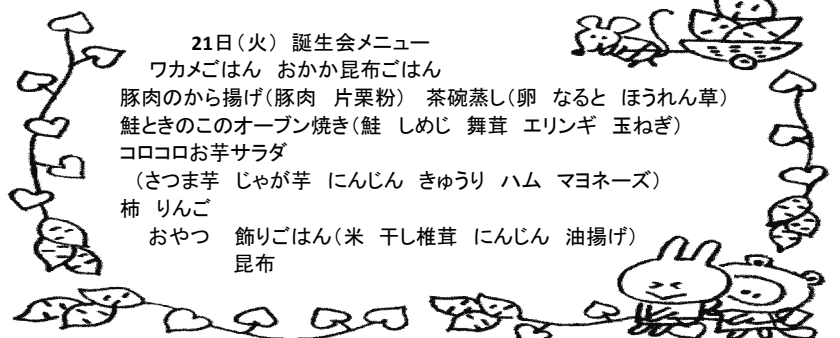 21日(火) 誕生会メニュー
ワカメごはん おかか昆布ごはん
豚肉のから揚げ(豚肉 片栗粉) 茶碗蒸し(卵 なると ほうれん草)
鮭ときのこのオーブン焼き(鮭 しめじ 舞茸 エリンギ 玉ねぎ)
コロコロお芋サラダ
(さつま芋 じゃが芋 にんじん きゅうり ハム マヨネーズ)
柿 りんご
おやつ 飾りごはん(米 干し椎茸 にんじん 油揚げ)
昆布